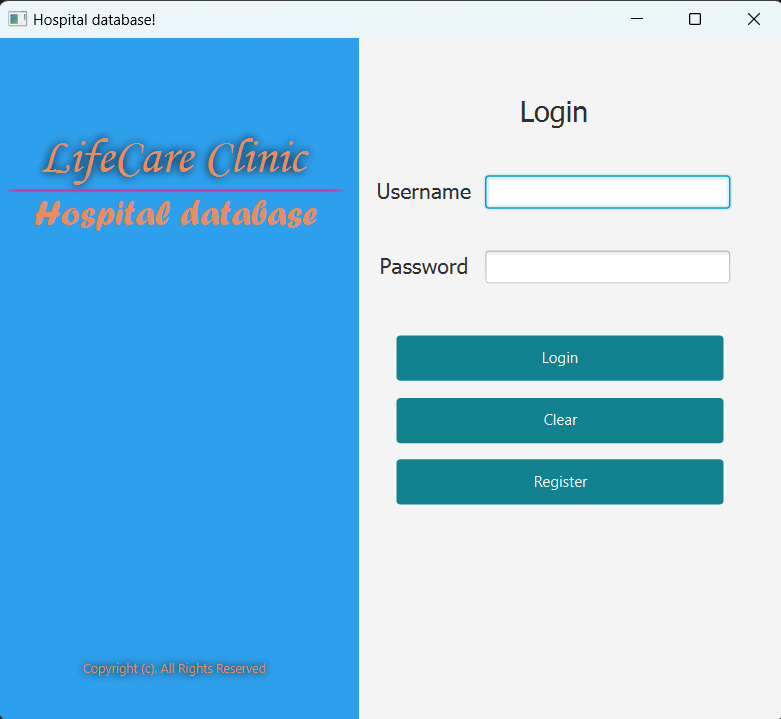 Hospital database!
LifeCare Clinic
Hospital database
Copyright (c). All Rights Reserved
Login
Username
Password
Login
Clear
Register